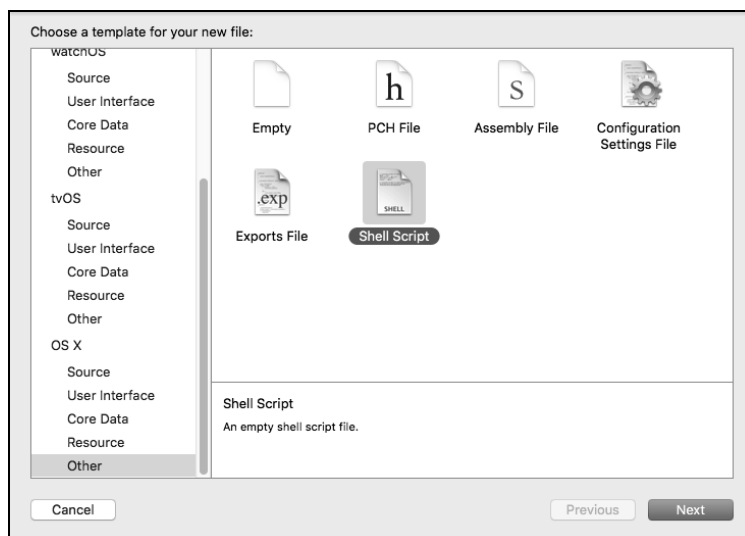 Choose a template for your new file:
watchOS
Source
User Interface
Core Data
Resource
Other
tvOS
Source
User Interface
Core Data
Resource
Other
OS X
Source
User Interface
Core Data
Resource
Other
Empty
h
PCH File
S
Assembly File
Configuration
Settings File
.exp
Exports File
SHELL
Shell Script
Shell Script
An empty shell script file.
Cancel
Previous
Next